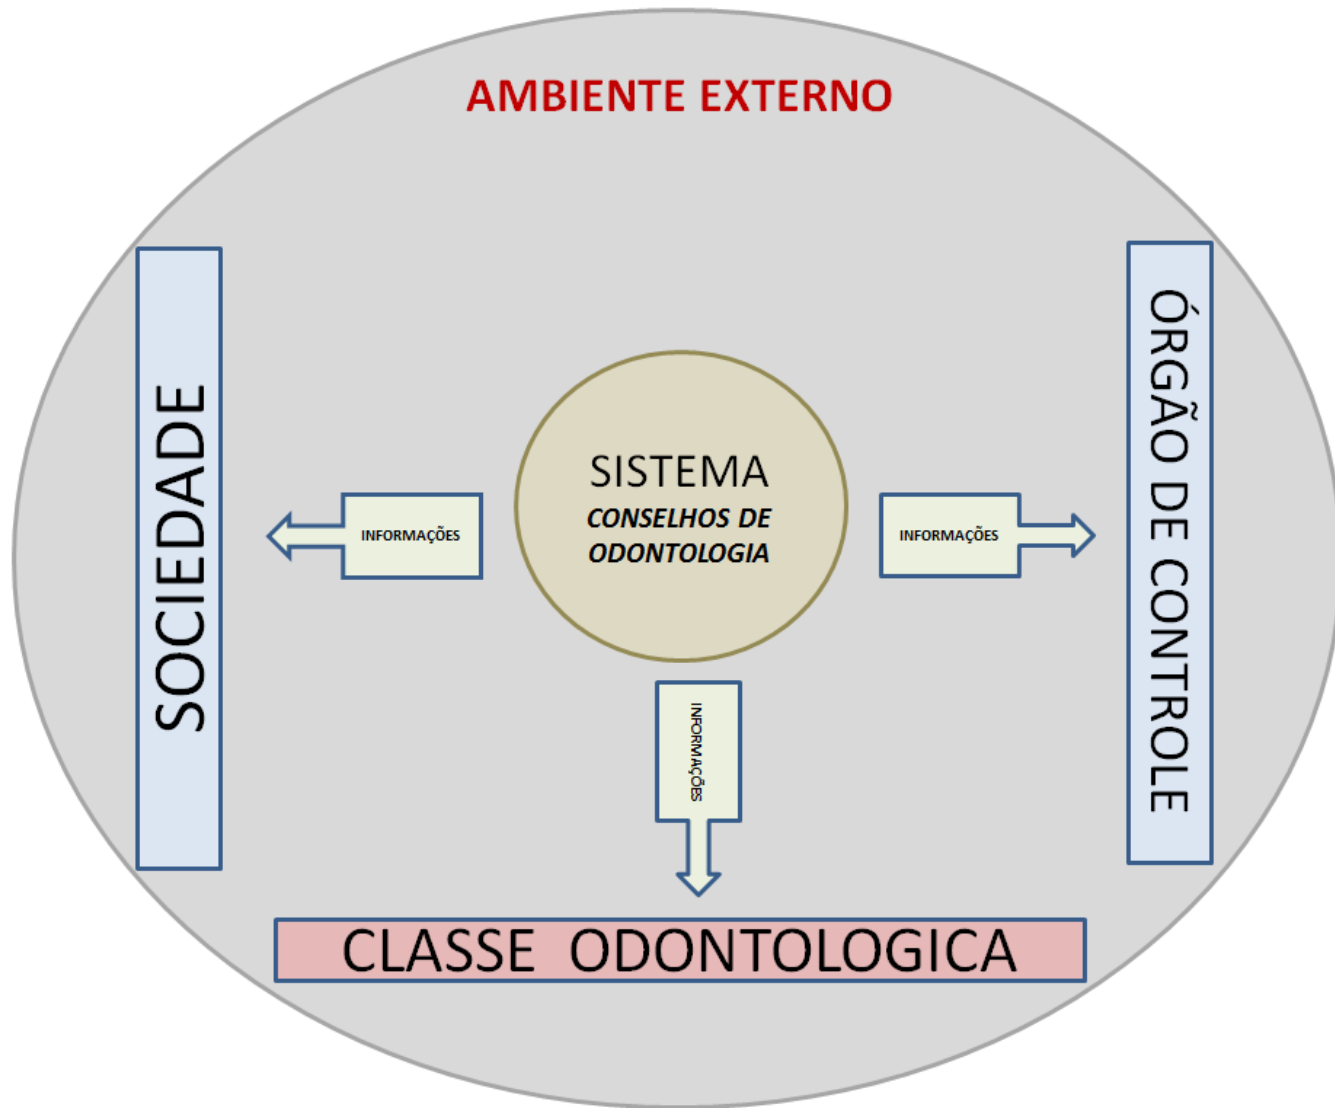 AMBIENTE EXTERNO
SOCIEDADE
SISTEMA
CONSELHOS DE
ODONTOLOGIA
INFORMAÇÕES
INFORMAÇÕES
INFORMAÇÕES
ÓRGÃO DE CONTROLE
CLASSE ODONTOLOGICA